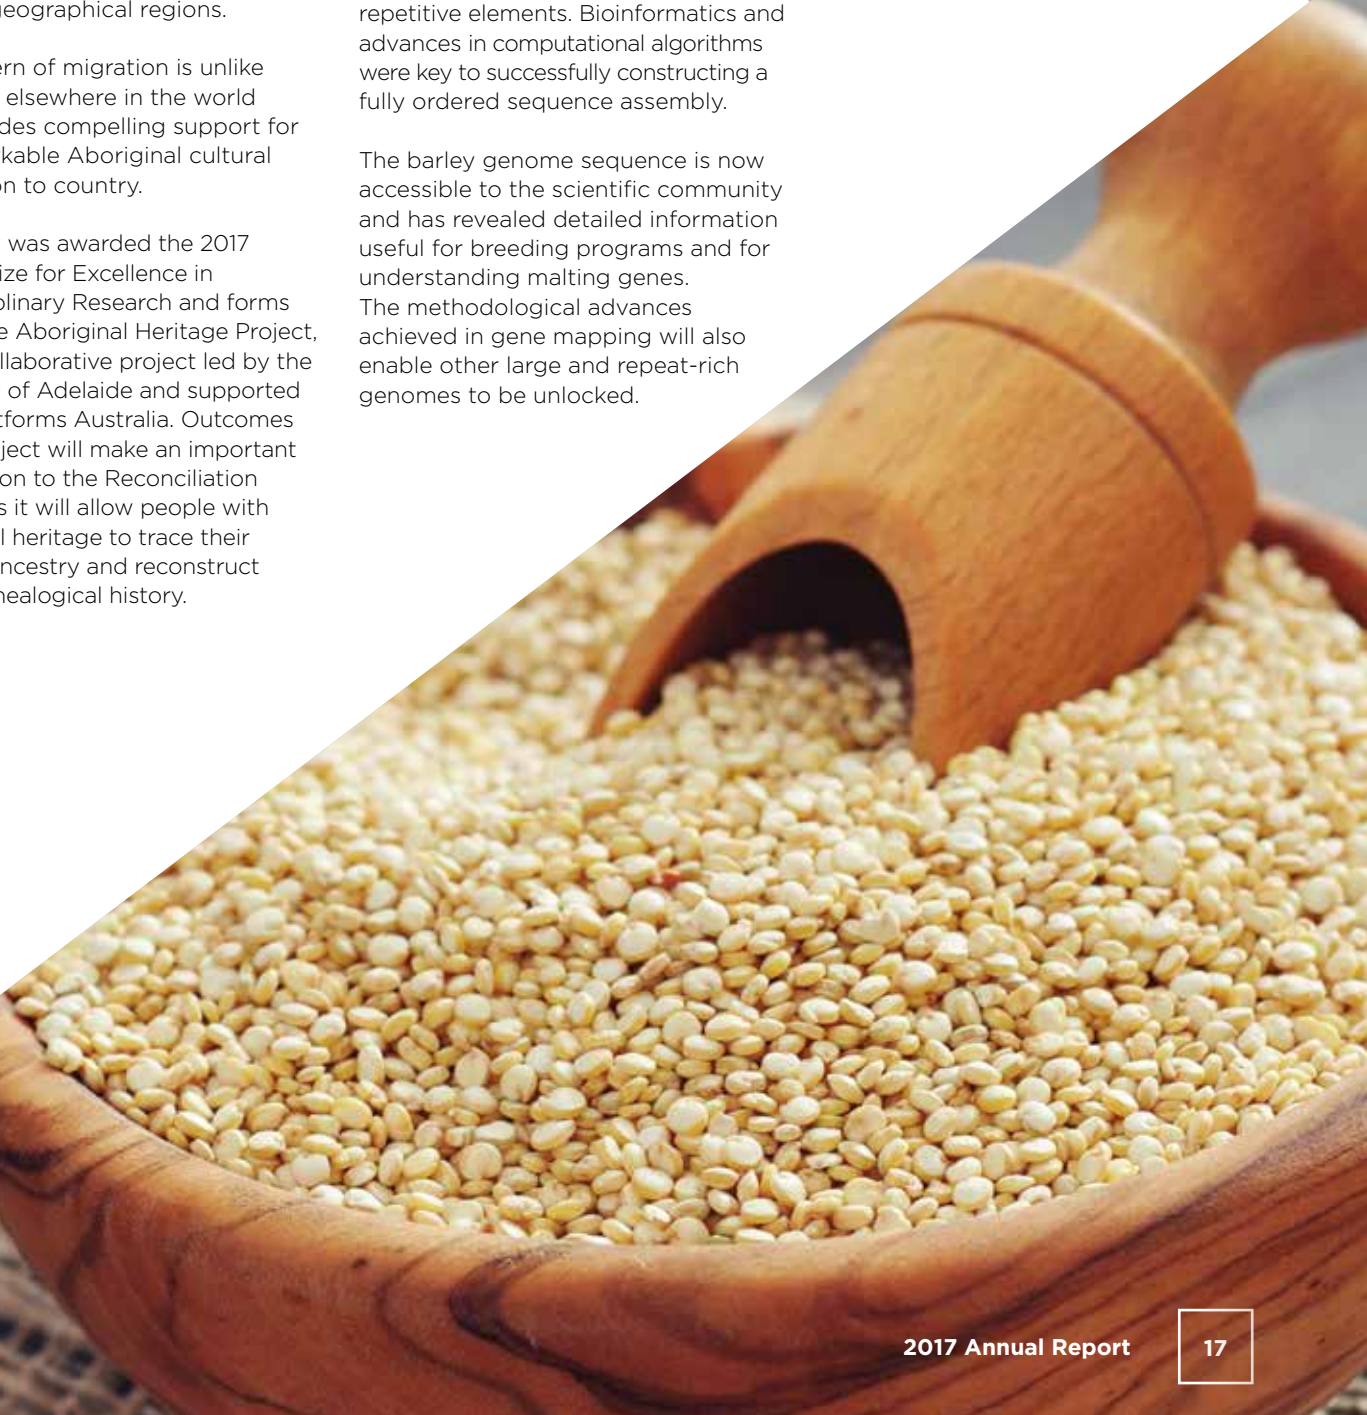 geographical regions.
ern of migration is unlike
elsewhere in the world
des compelling support for
kable Aboriginal cultural
on to country.
was awarded the 2017
ize for Excellence in
plinary Research and forms
e Aboriginal Heritage Project,
llaborative project led by the
of Adelaide and supported
tforms Australia. Outcomes
ject will make an important
on to the Reconciliation
s it will allow people with
l heritage to trace their
ncestry and reconstruct
nealogical history.
repetitive elements. Bioinformatics and
advances in computational algorithms
were key to successfully constructing a
fully ordered sequence assembly.
The barley genome sequence is now
accessible to the scientific community
and has revealed detailed information
useful for breeding programs and for
understanding malting genes.
The methodological advances
achieved in gene mapping will also
enable other large and repeat-rich
genomes to be unlocked.
2017 Annual Report
17